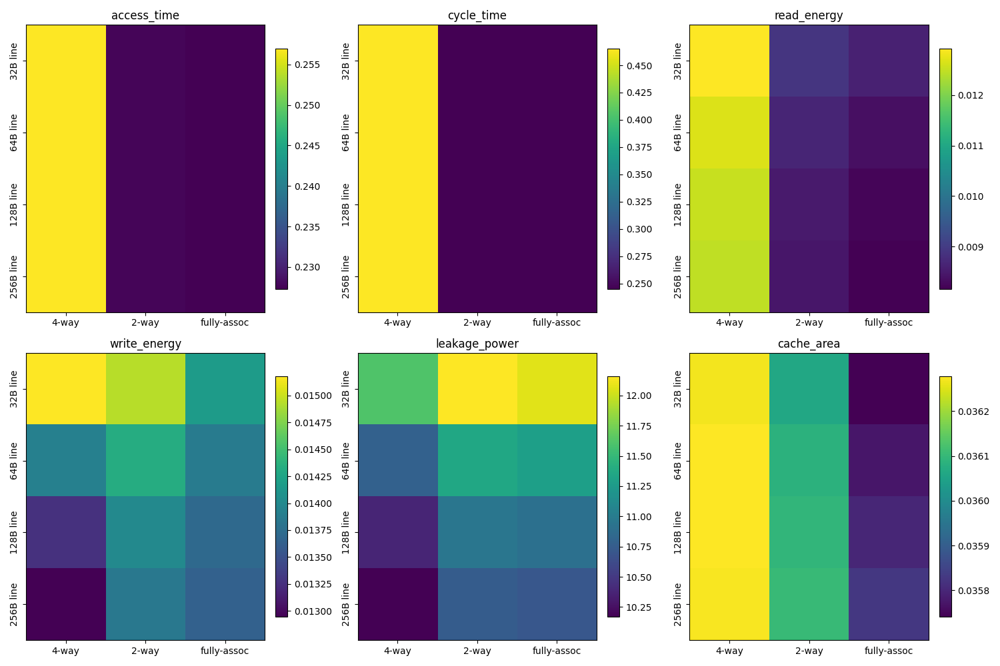 access_time
32B line
64B line
128B line
256B line
4-way
2-way
fully-assoc
0.255
0.250
0.245
0.240
0.235
0.230
cycle_time
32B line
64B line
128B line
256B line
4-way
2-way
fully-assoc
0.450
0.425
0.400
0.375
0.350
0.325
0.300
0.275
0.250
read_energy
32B line
64B line
128B line
256B line
4-way
2-way
fully-assoc
0.012
0.011
0.010
0.009
write_energy
32B line
64B line
128B line
256B line
4-way
2-way
fully-assoc
0.01500
0.01475
0.01450
0.01425
0.01400
0.01375
0.01350
0.01325
0.01300
leakage_power
32B line
64B line
128B line
256B line
4-way
2-way
fully-assoc
12.00
11.75
11.50
11.25
11.00
10.75
10.50
10.25
cache_area
32B line
64B line
128B line
256B line
4-way
2-way
fully-assoc
0.0362
0.0361
0.0360
0.0359
0.0358